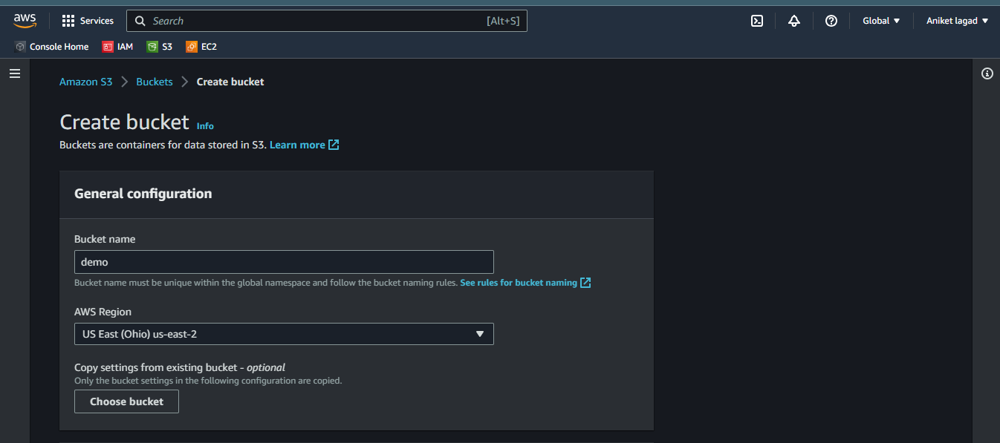 aws Services Search [Alt+S] Global Aniket lagad
Console Home IAM S3 EC2
Amazon S3 Buckets Create bucket
Create bucket Info
Buckets are containers for data stored in S3. Learn more
General configuration
Bucket name
demo
Bucket name must be unique within the global namespace and follow the bucket naming rules. See rules for bucket naming
AWS Region
US East (Ohio) us-east-2
Copy settings from existing bucket - optional
Only the bucket settings in the following configuration are copied.
Choose bucket